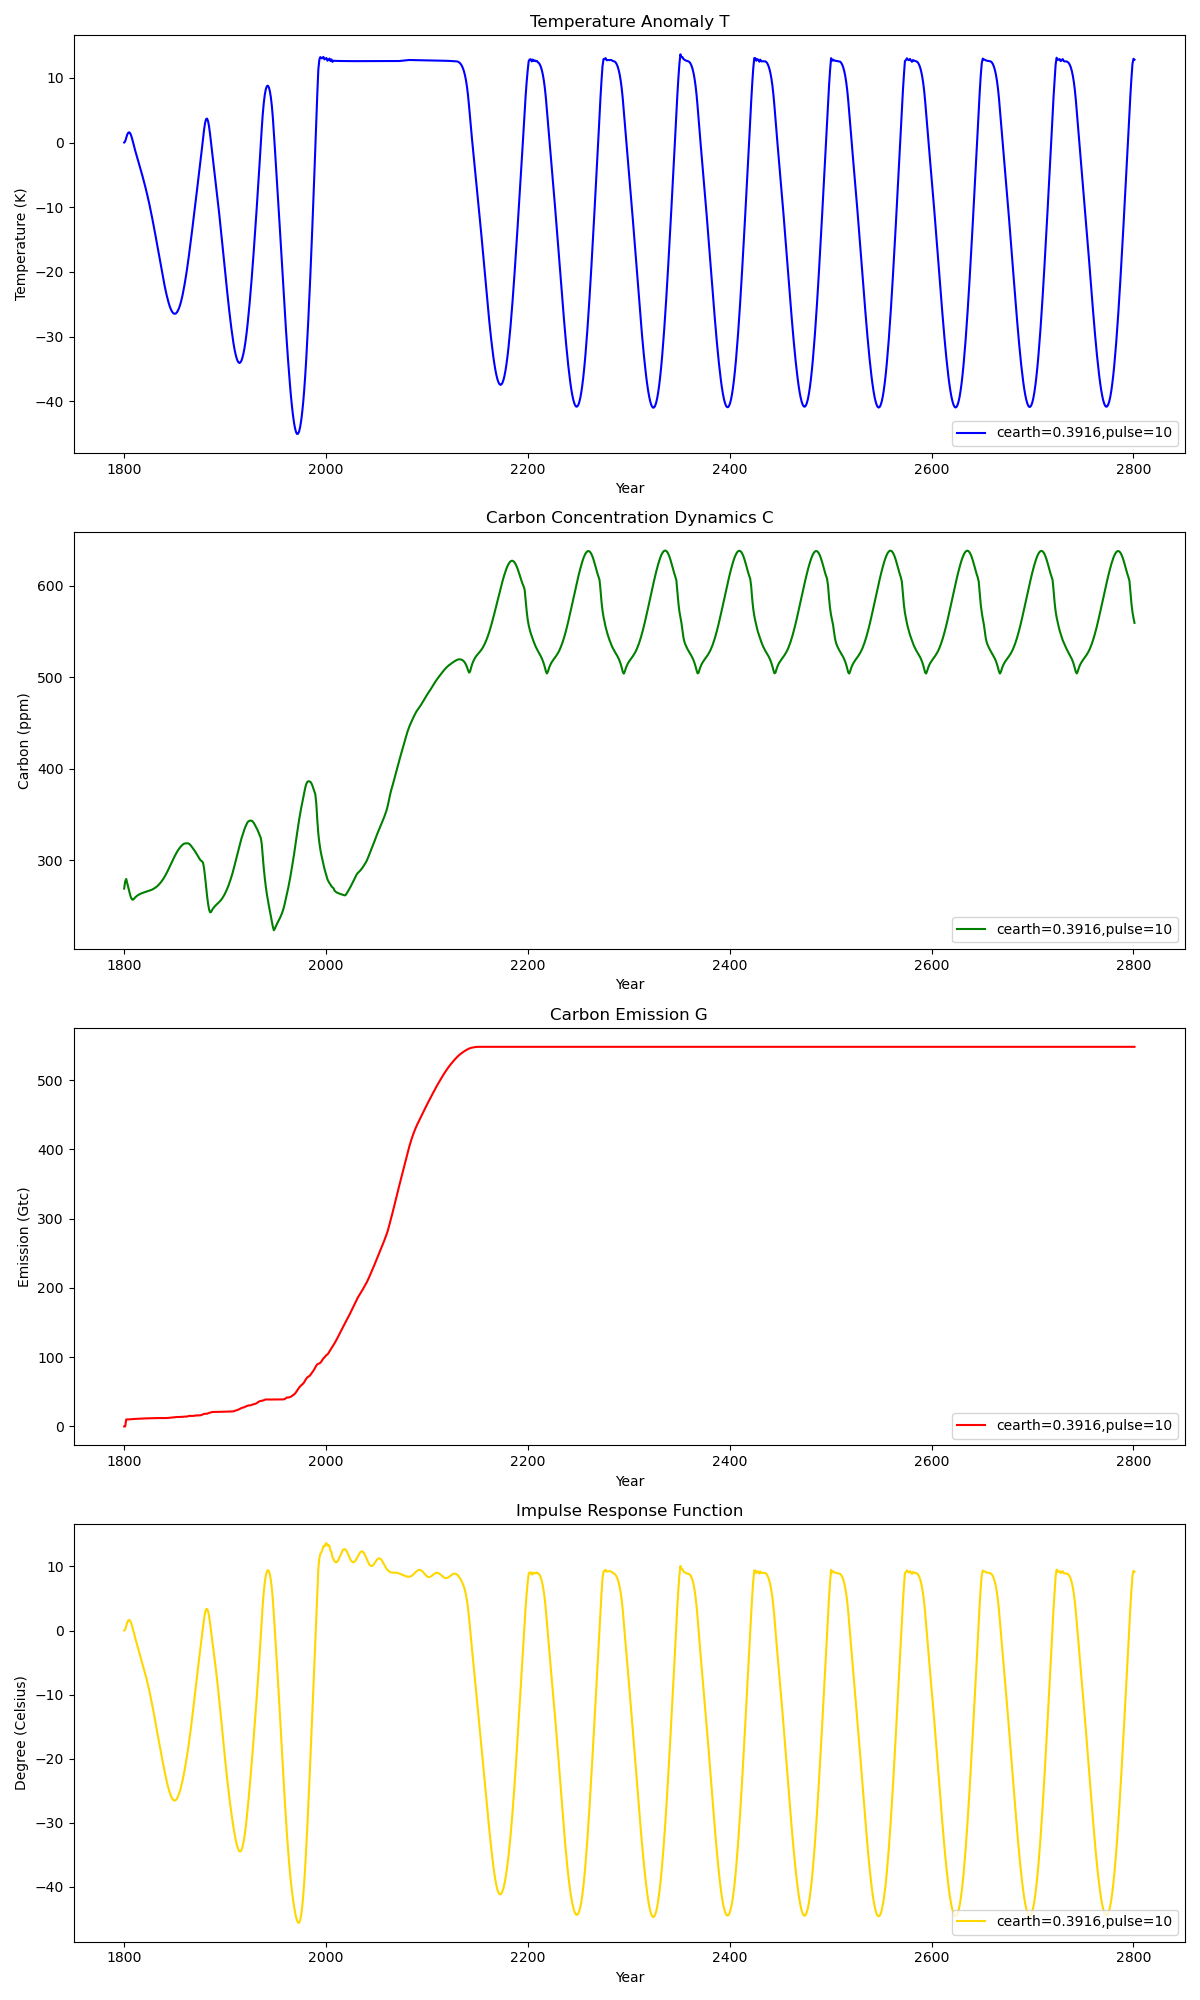 Temperature Anomaly T
Temperature (K)
10
0
−10
−20
−30
−40
cearth=0.3916,pulse=10
1800 2000 2200 2400 2600 2800
Year
Carbon Concentration Dynamics C
Carbon (ppm)
600
500
400
300
cearth=0.3916,pulse=10
1800 2000 2200 2400 2600 2800
Year
Carbon Emission G
Emission (Gtc)
500
400
300
200
100
0
cearth=0.3916,pulse=10
1800 2000 2200 2400 2600 2800
Year
Impulse Response Function
Degree (Celsius)
10
0
−10
−20
−30
−40
cearth=0.3916,pulse=10
1800 2000 2200 2400 2600 2800
Year